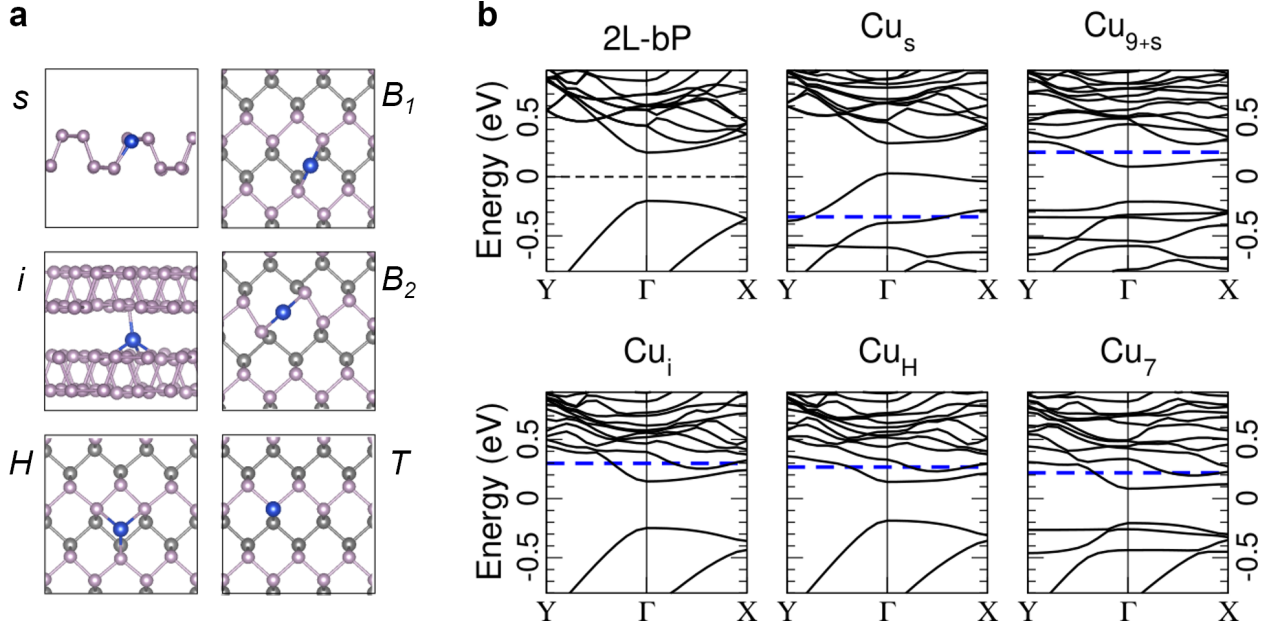 a
s
B1
i
B2
H
T
b
2L-bP
Cus
Cu9+s
Energy (eV)
0.5
0
-0.5
0.5
0
-0.5
Y
Γ
X
Y
Γ
X
Y
Γ
X
Cui
CuH
Cu7
Energy (eV)
0.5
0
-0.5
0.5
0
-0.5
Y
Γ
X
Y
Γ
X
Y
Γ
X